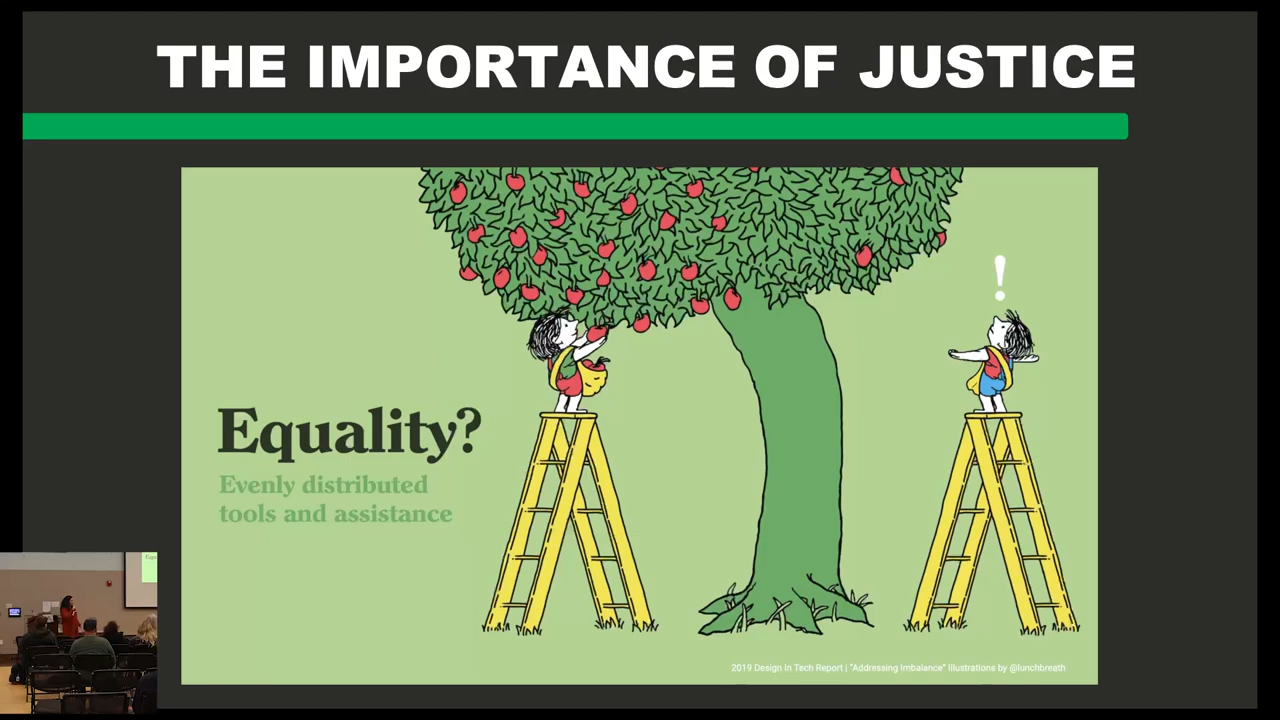 THE IMPORTANCE OF JUSTICE
!
Equality?
Evenly distributed
tools and assistance
2019 Design In Tech Report | "Addressing Imbalance" Illustrations by @lunchbreath